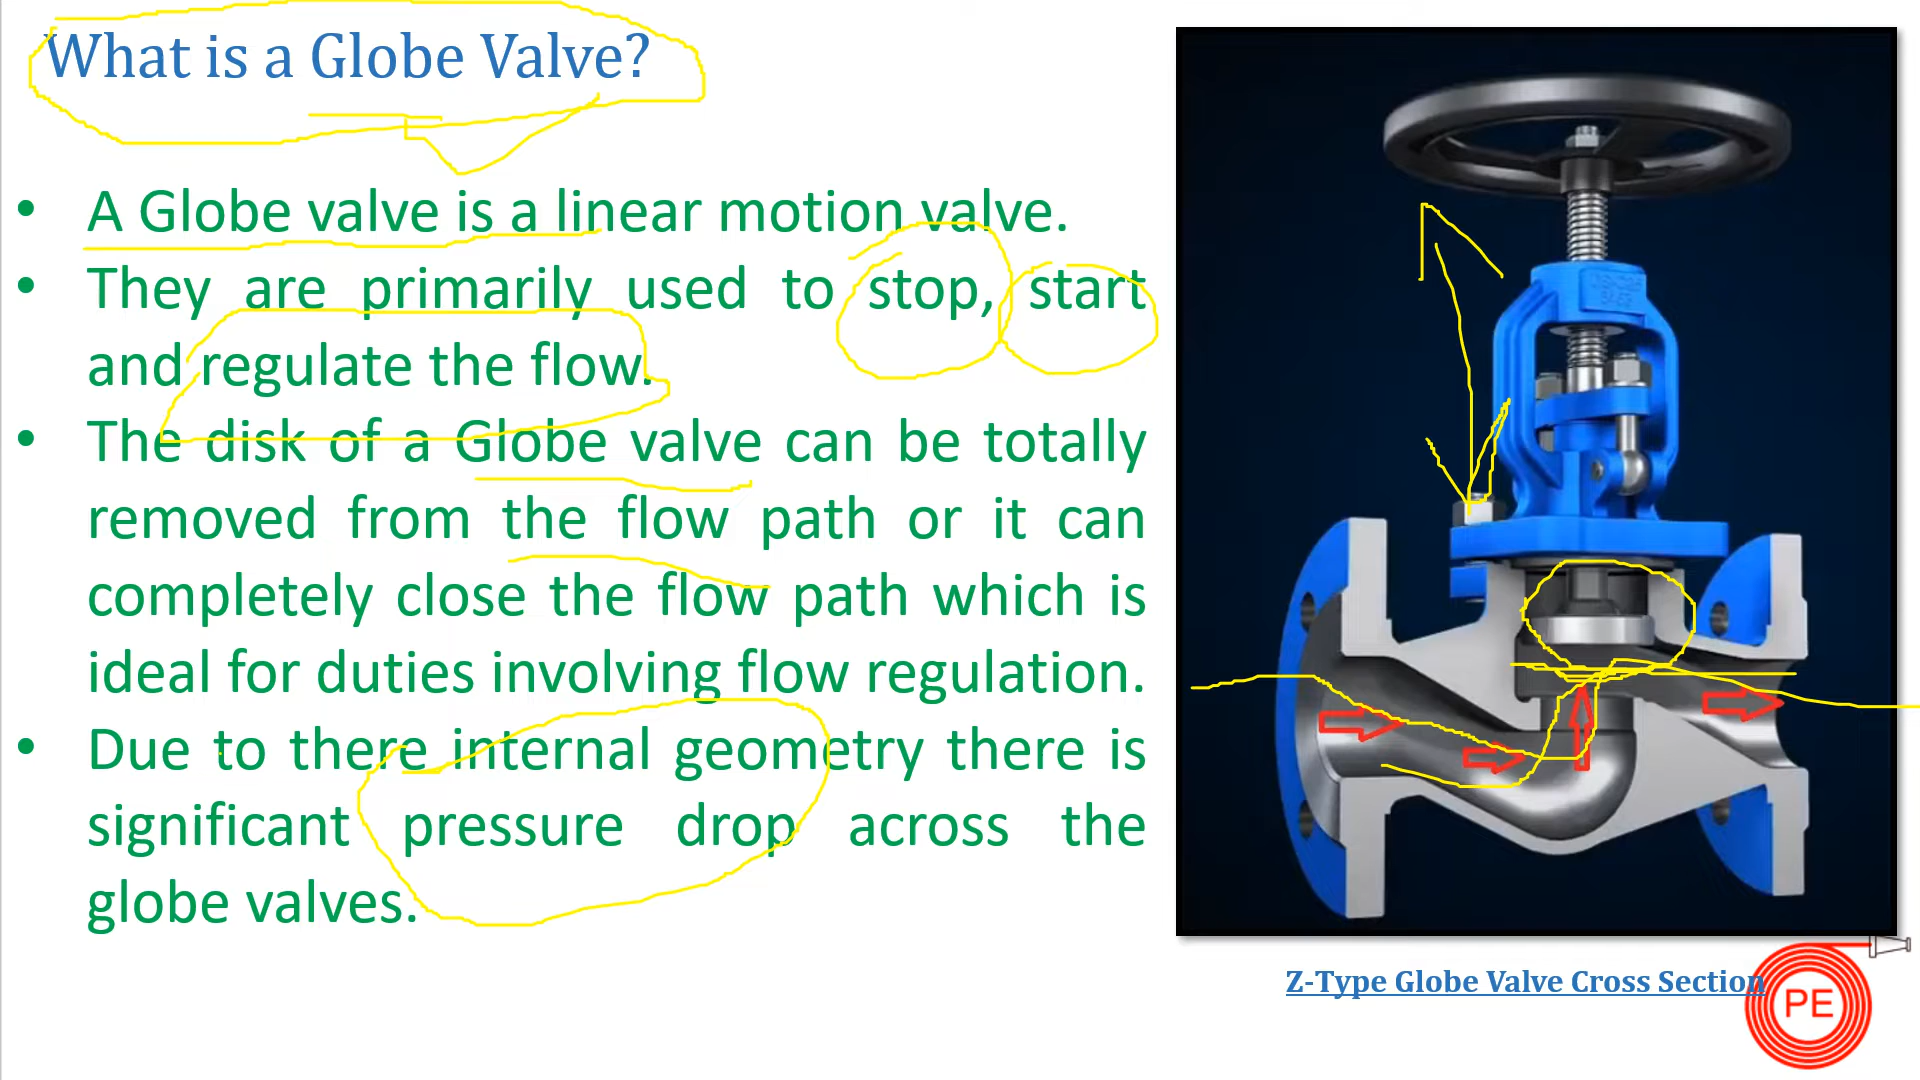 What is a Globe Valve?
• A Globe valve is a linear motion valve.
• They are primarily used to stop, start
and regulate the flow.
• The disk of a Globe valve can be totally
removed from the flow path or it can
completely close the flow path which is
ideal for duties involving flow regulation.
• Due to there internal geometry there is
significant pressure drop across the
globe valves.
Z-Type Globe Valve Cross Section
PE